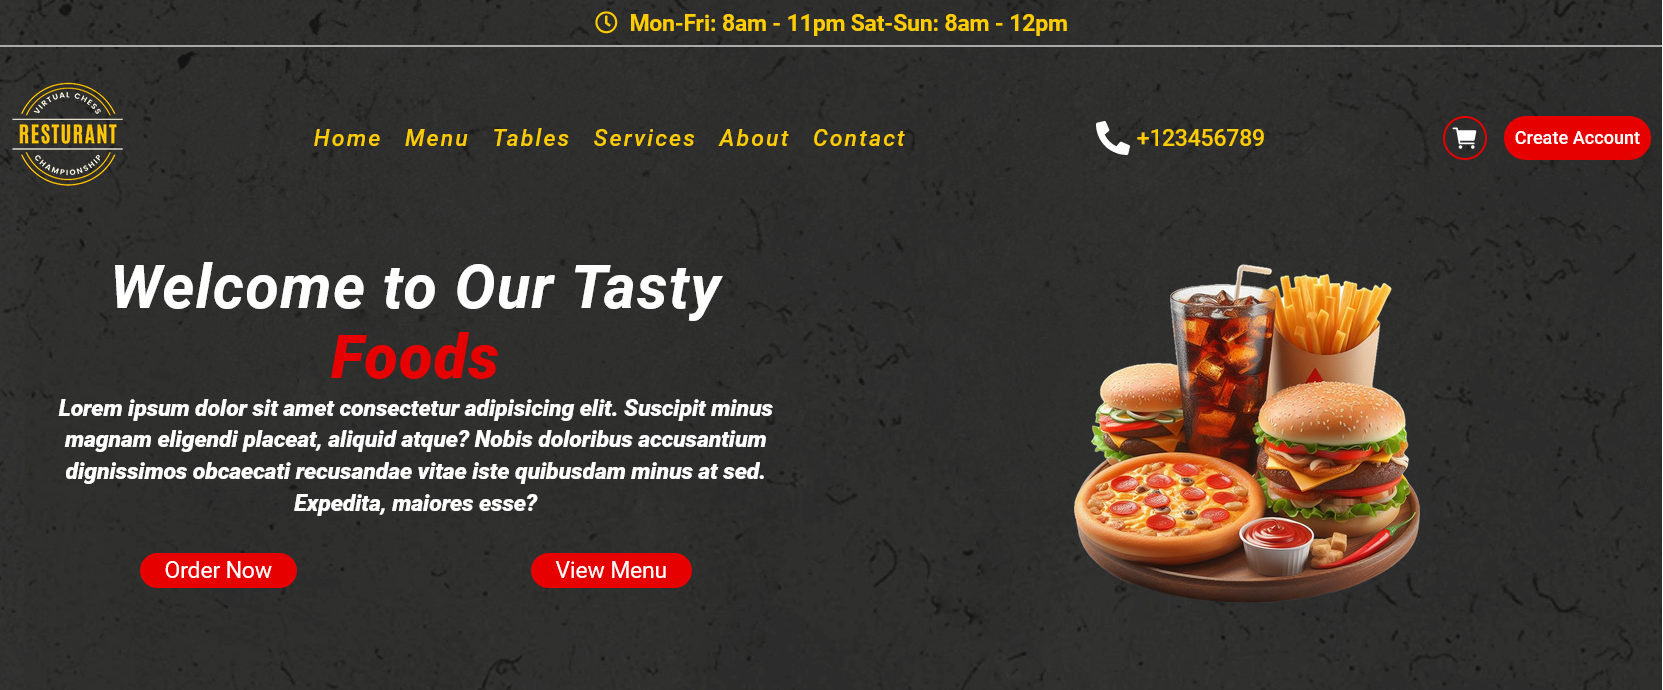 Mon-Fri: 8am - 11pm Sat-Sun: 8am - 12pm
VIRTUAL CHESS
RESTURANT
CHAMPIONSHIP
Home Menu Tables Services About Contact
+123456789
Create Account
Welcome to Our Tasty
Foods
Lorem ipsum dolor sit amet consectetur adipisicing elit. Suscipit minus
magnam eligendi placeat, aliquid atque? Nobis doloribus accusantium
dignissimos obcaecati recusandae vitae iste quibusdam minus at sed.
Expedita, maiores esse?
Order Now
View Menu